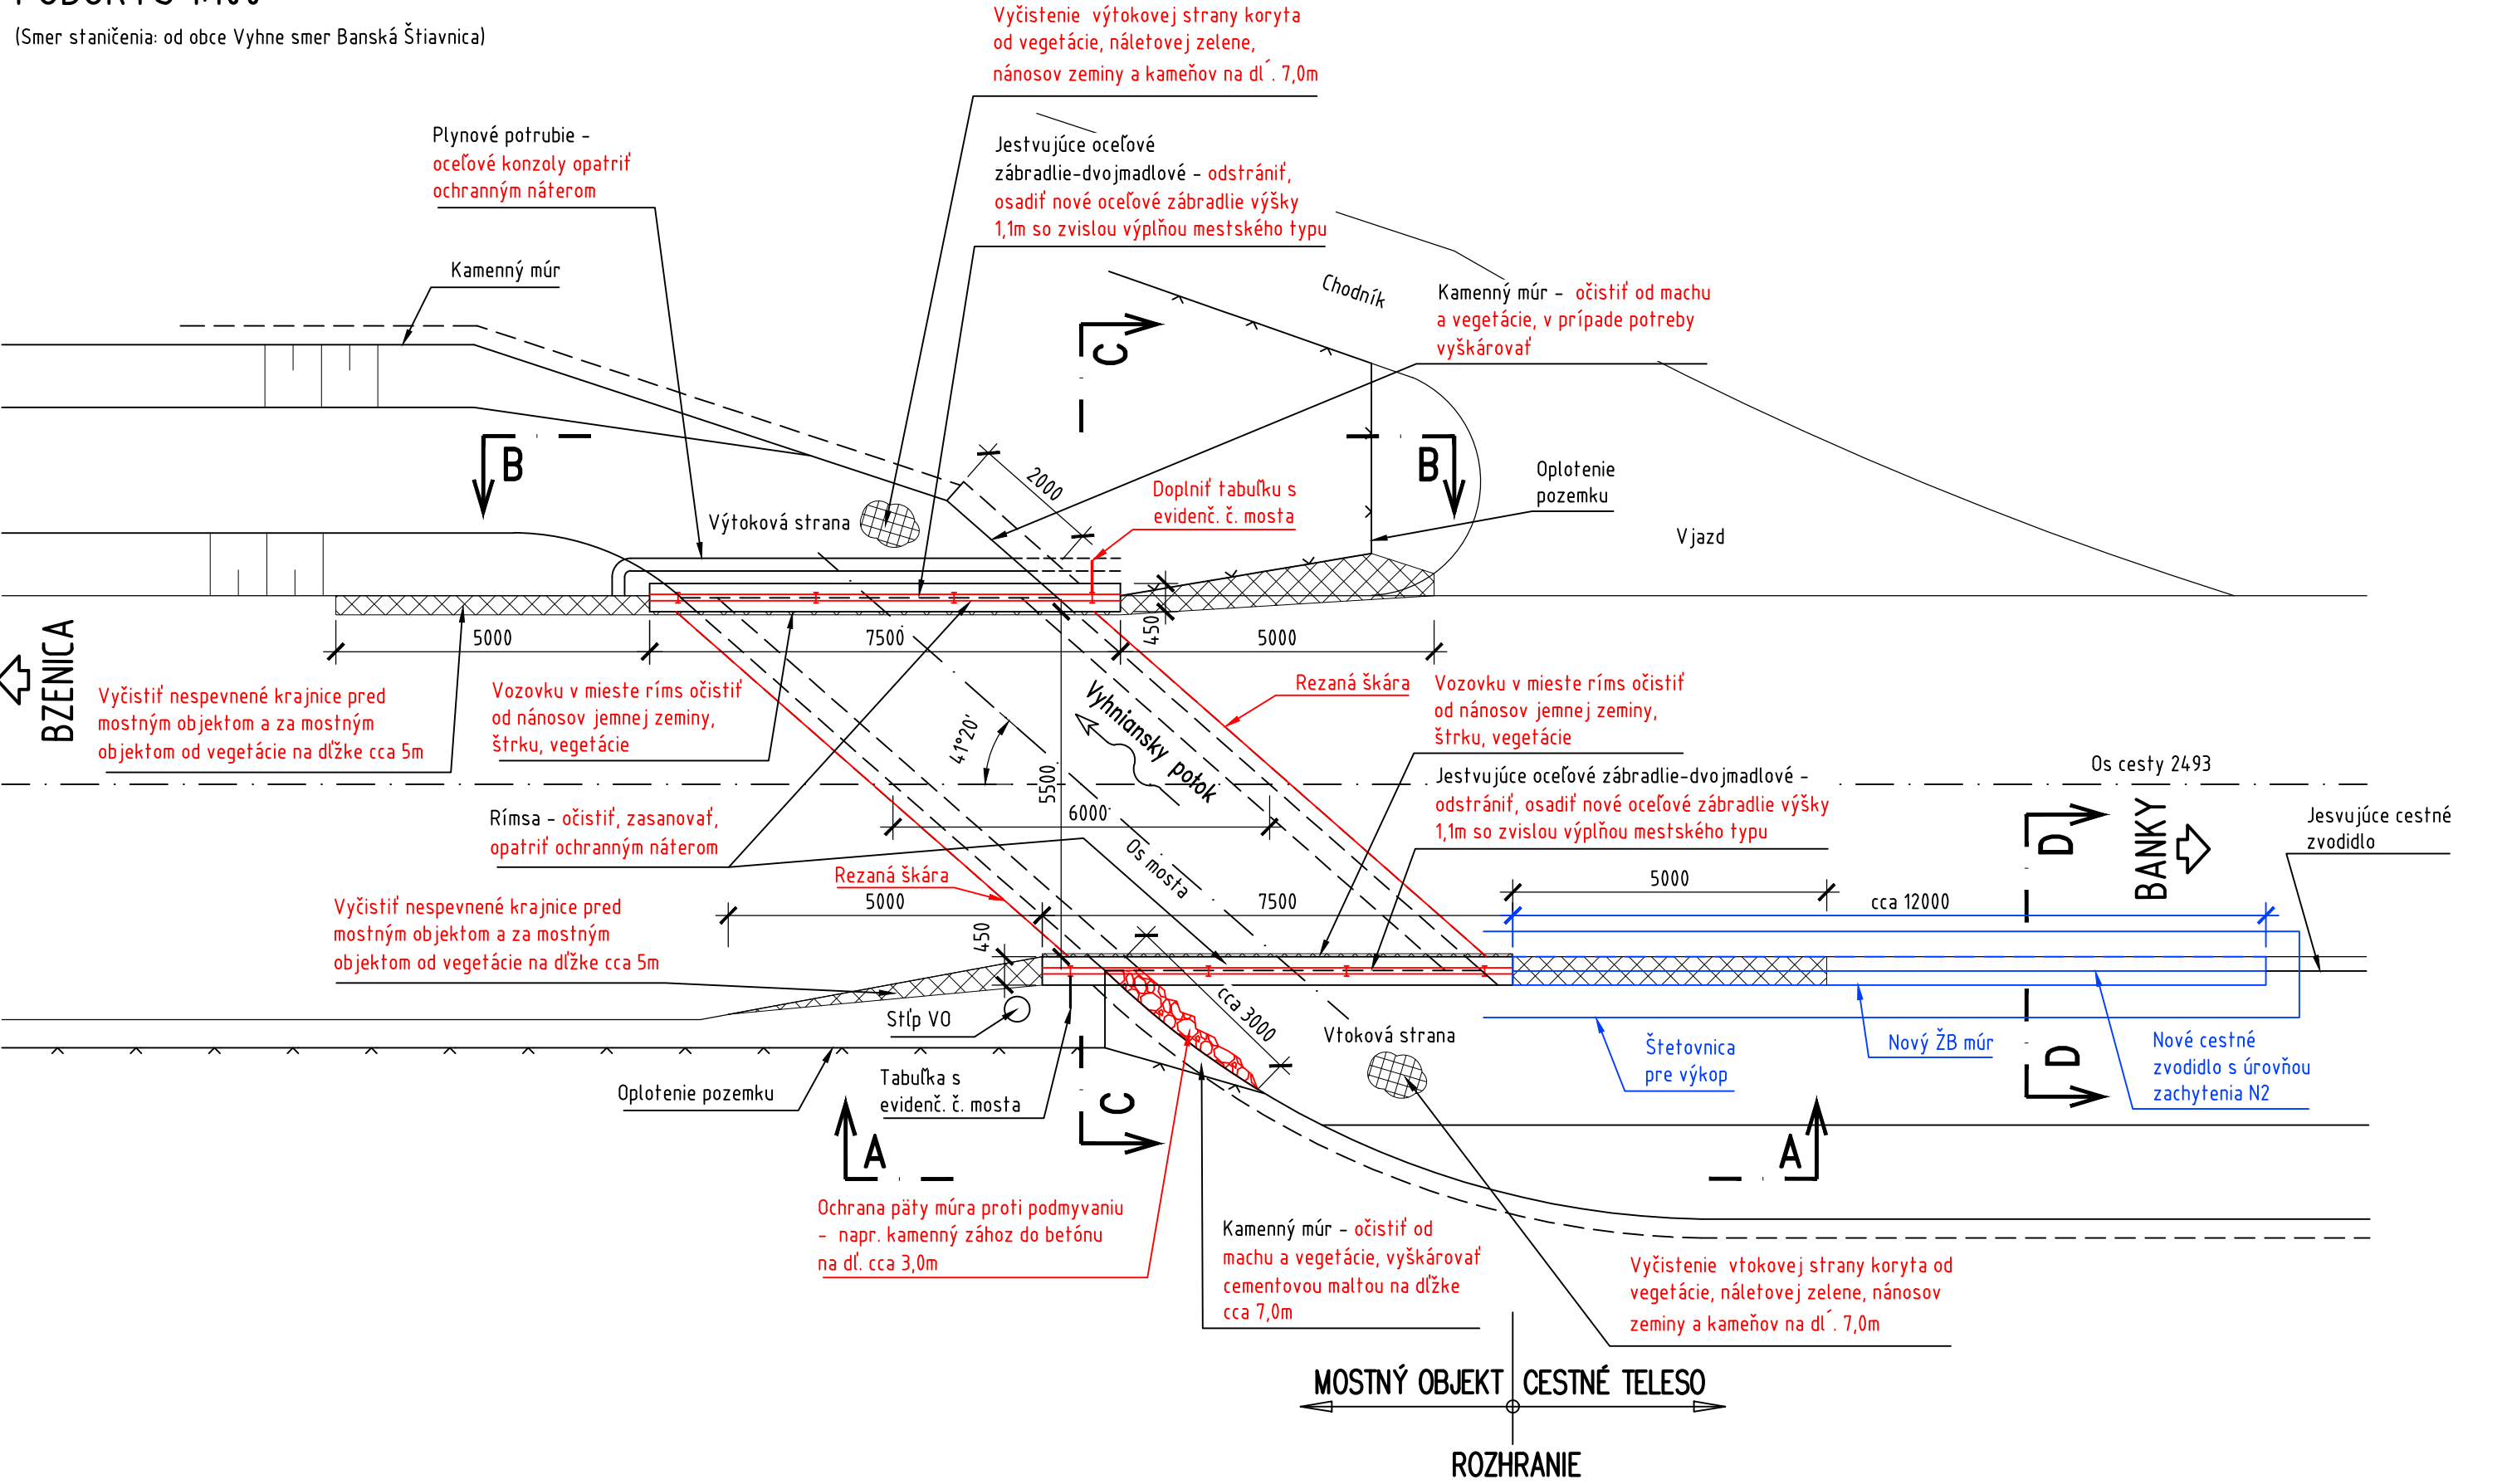 (Smer staničenia: od obce Vyhne smer Banská Štiavnica)
Vyčistenie výtokovej strany koryta
od vegetácie, náletovej zelene,
nánosov zeminy a kameňov na dĺ´. 7,0m
Plynové potrubie -
oceľové konzoly opatriť
ochranným náterom
Jestvujúce oceľové
zábradlie-dvojmadlové - odstrániť,
osadiť nové oceľové zábradlie výšky
1,1m so zvislou výplňou mestského typu
Kamenný múr
Chodník
Kamenný múr - očistiť od machu
a vegetácie, v prípade potreby
vyškárovať
C
B
B
2000
Oplotenie
pozemku
Doplniť tabuľku s
evidenč. č. mosta
Výtoková strana
Vjazd
BZENICA
5000
7500
450
5000
Vyčistiť nespevnené krajnice pred
mostným objektom a za mostným
objektom od vegetácie na dĺžke cca 5m
Vozovku v mieste ríms očistiť
od nánosov jemnej zeminy,
štrku, vegetácie
Rezaná škára
Vozovku v mieste ríms očistiť
od nánosov jemnej zeminy,
štrku, vegetácie
41°20'
Vyhniansky potok
5500
6000
Os cesty 2493
Jestvujúce oceľové zábradlie-dvojmadlové -
odstrániť, osadiť nové oceľové zábradlie výšky
1,1m so zvislou výplňou mestského typu
Rímsa - očistiť, zasanovať,
opatriť ochranným náterom
Os mosta
D
BANKY
Jesvujúce cestné
zvodidlo
Rezaná škára
5000
7500
5000
cca 12000
Vyčistiť nespevnené krajnice pred
mostným objektom a za mostným
objektom od vegetácie na dĺžke cca 5m
450
cca 3000
Stĺp VO
Vtoková strana
Štetovnica
pre výkop
Nový ŽB múr
D
Nové cestné
zvodidlo s úrovňou
zachytenia N2
Oplotenie pozemku
Tabuľka s
evidenč. č. mosta
C
A
A
Ochrana päty múra proti podmyvaniu
- napr. kamenný zához do betónu
na dĺ. cca 3,0m
Kamenný múr - očistiť od
machu a vegetácie, vyškárovať
cementovou maltou na dĺžke
cca 7,0m
Vyčistenie vtokovej strany koryta od
vegetácie, náletovej zelene, nánosov
zeminy a kameňov na dĺ´. 7,0m
MOSTNÝ OBJEKT CESTNÉ TELESO
ROZHRANIE